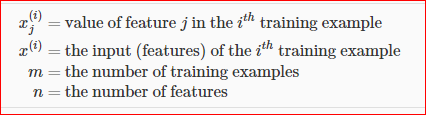 x_j^{(i)} = value of feature j in the i^{th} training example
x^{(i)} = the input (features) of the i^{th} training example
m = the number of training examples
n = the number of features